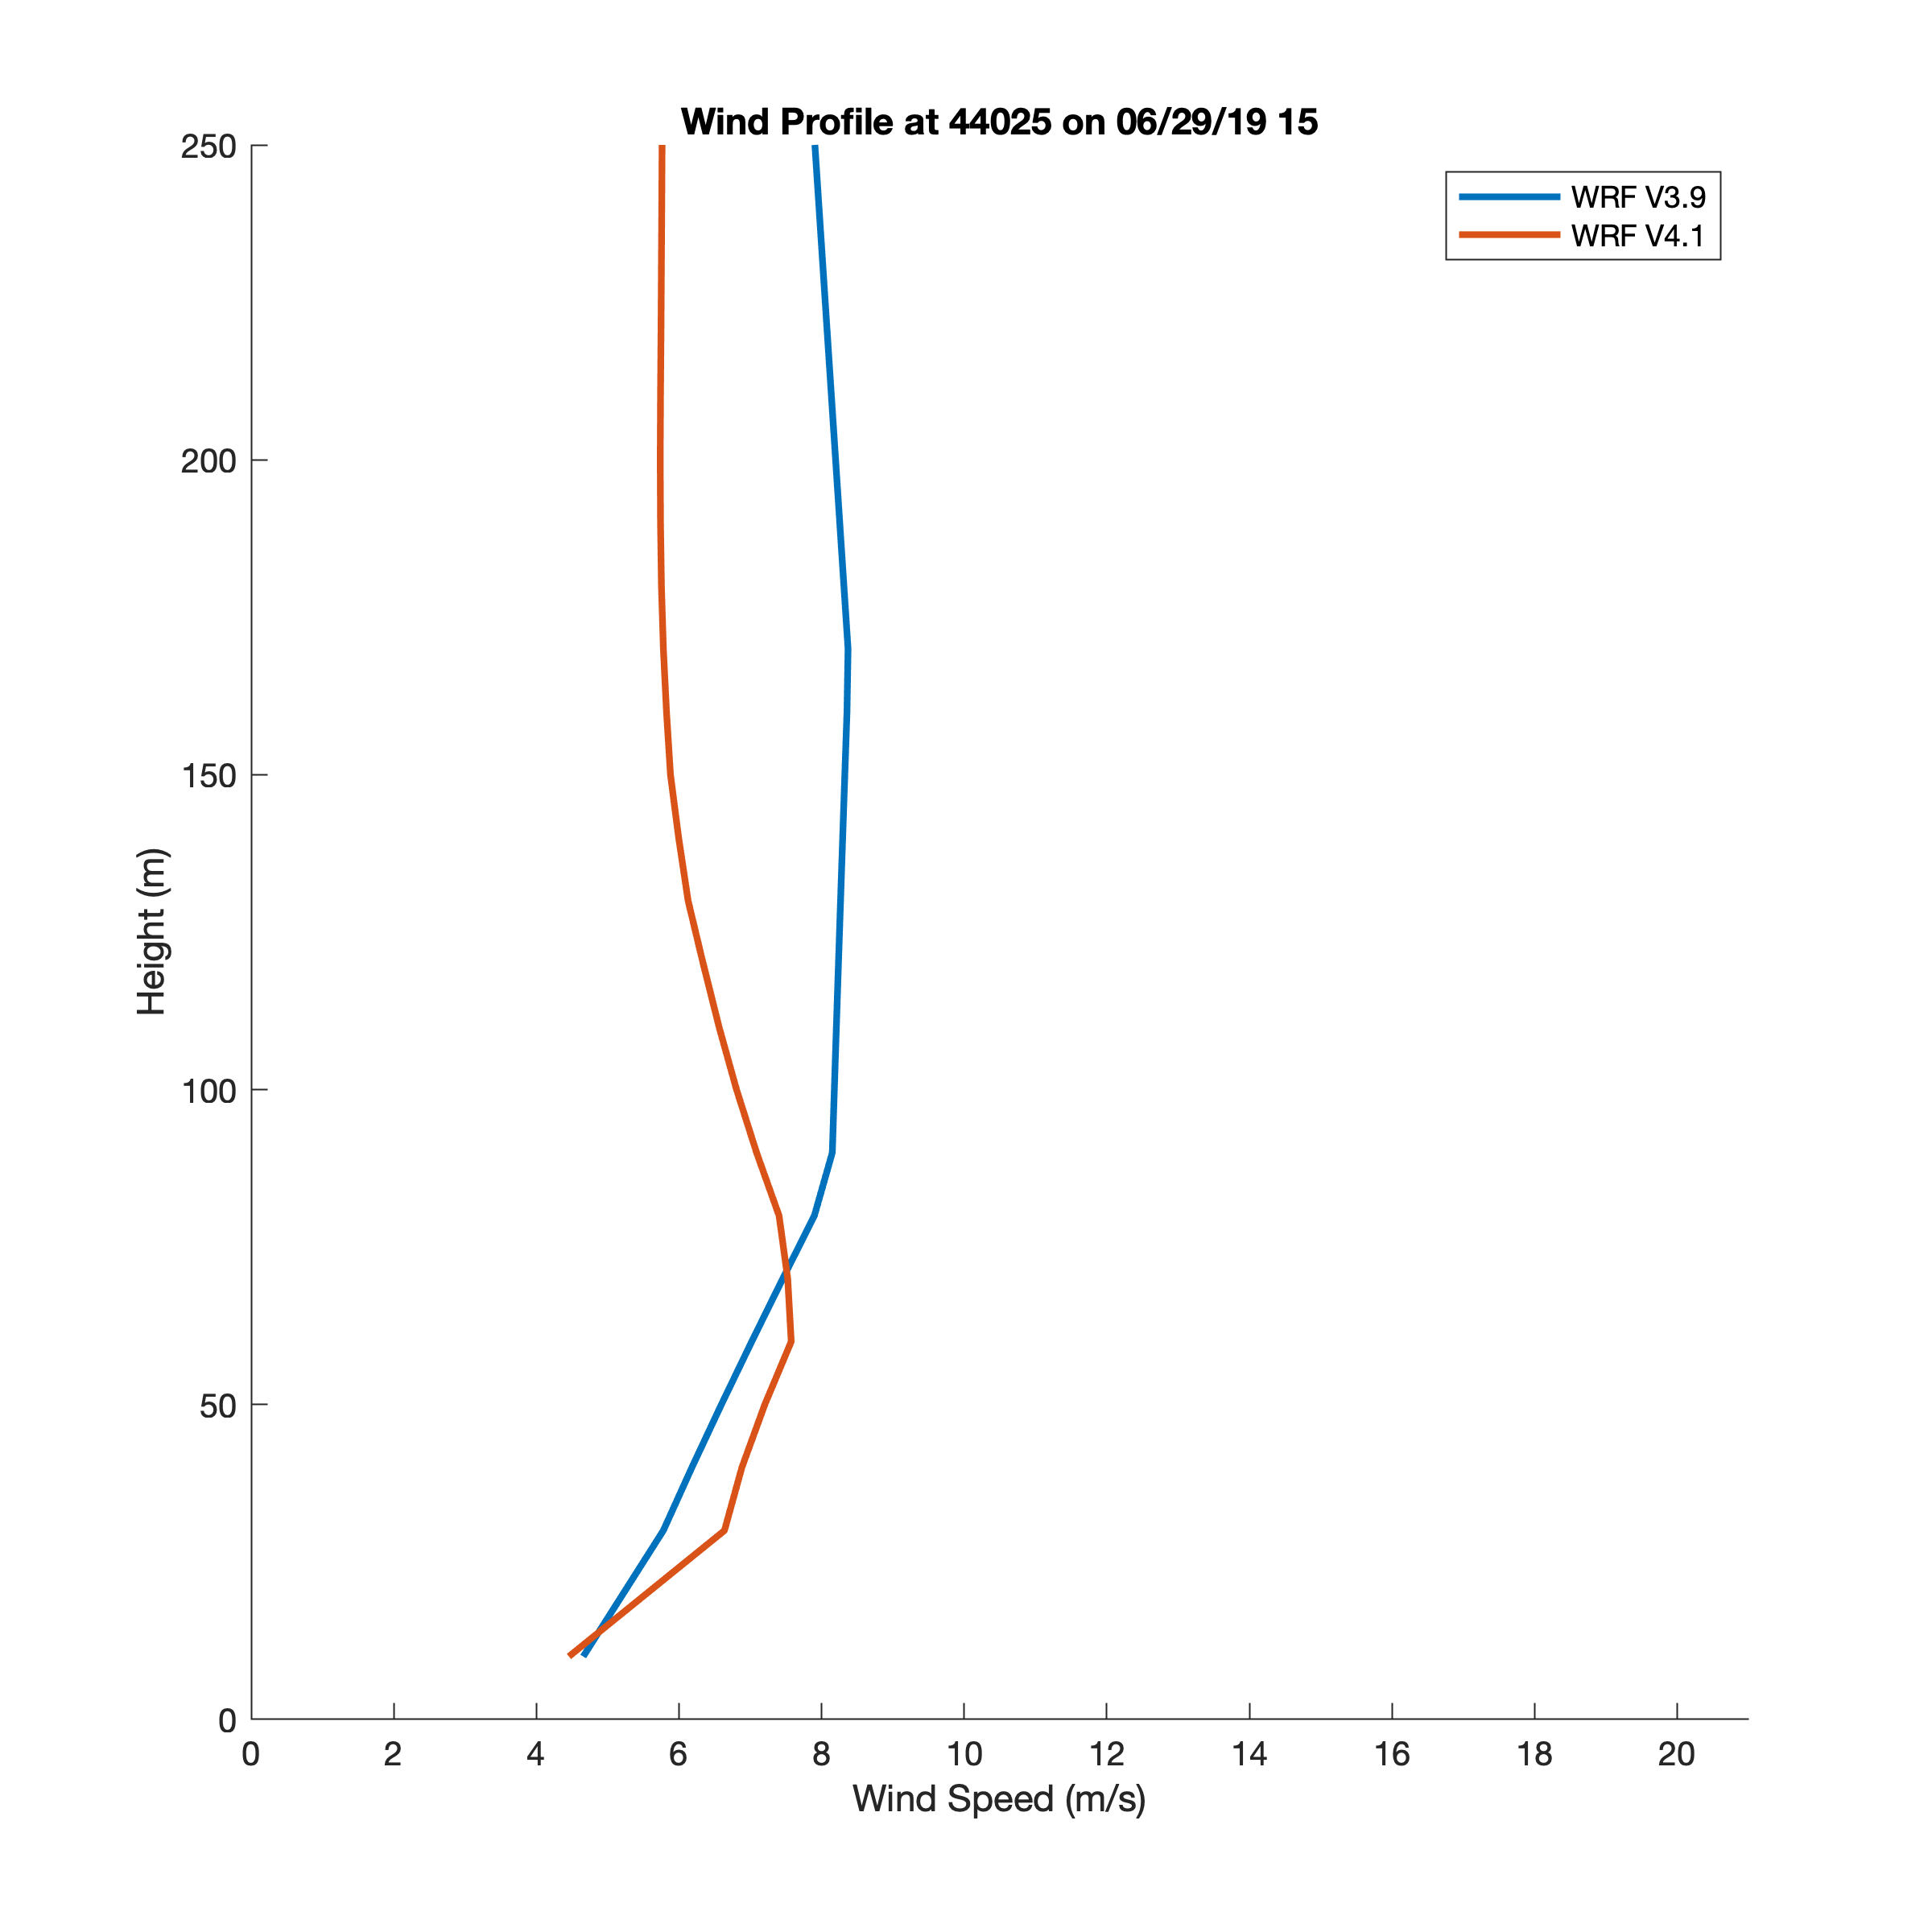 Wind Profile at 44025 on 06/29/19 15
WRF V3.9
WRF V4.1
250
200
150
100
50
0
Height (m)
0 2 4 6 8 10 12 14 16 18 20
Wind Speed (m/s)